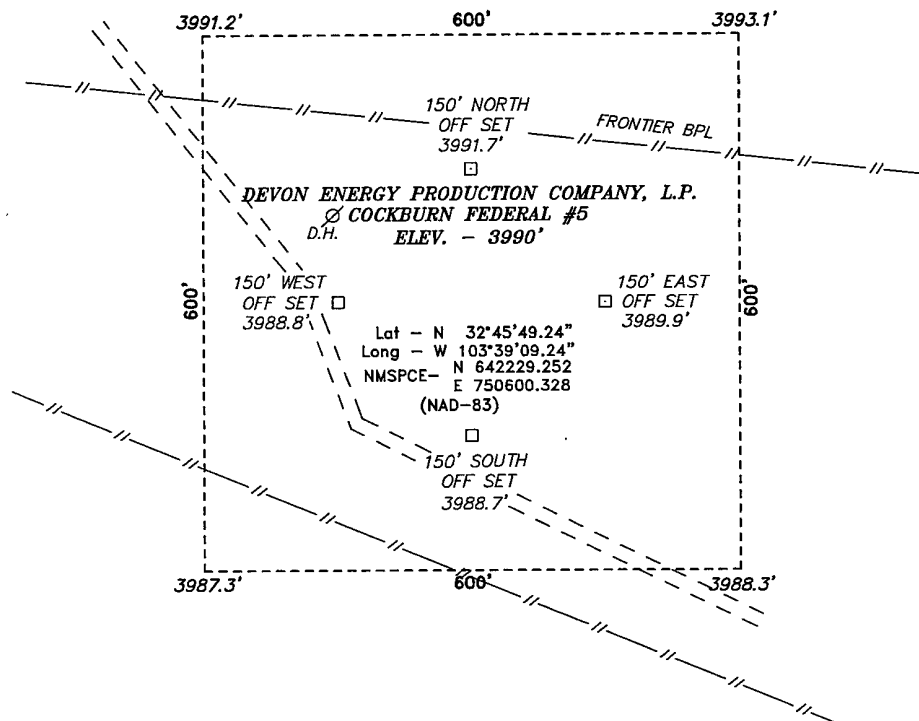 3991.2'
600'
3993.1'
150' NORTH
OFF SET
3991.7'
FRONTIER BPL
DEVON ENERGY PRODUCTION COMPANY, L.P.
COCKBURN FEDERAL #5
D.H.
ELEV. - 3990'
600'
150' WEST
OFF SET
3988.8'
150' EAST
OFF SET
3989.9'
600'
Lat - N 32°45'49.24"
Long - W 103°39'09.24"
NMSPCE- N 642229.252
E 750600.328
(NAD-83)
150' SOUTH
OFF SET
3988.7'
3987.3'
600'
3988.3'